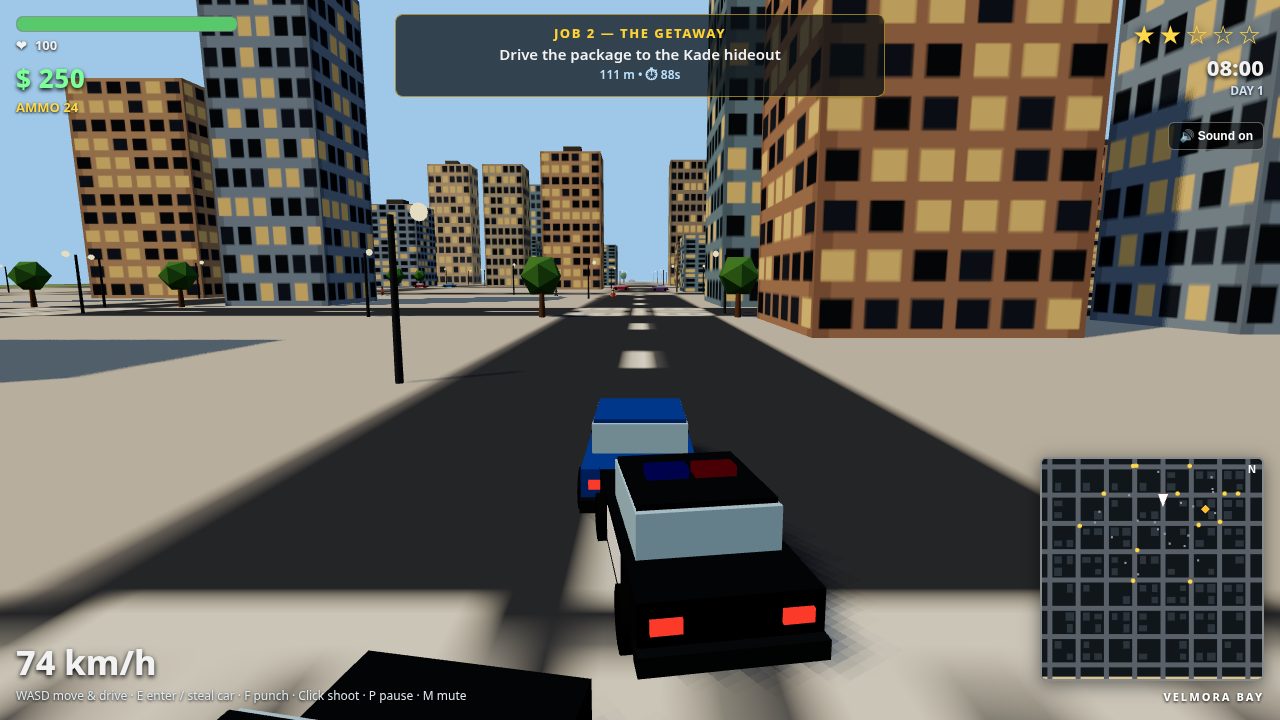 ❤ 100
$ 250
AMMO 24
JOB 2 — THE GETAWAY
Drive the package to the Kade hideout
111 m • ⏱ 88s
★★☆☆☆
08:00
DAY 1
🔊 Sound on
N
74 km/h
WASD move & drive · E enter / steal car · F punch · Click shoot · P pause · M mute
VELMORA BAY